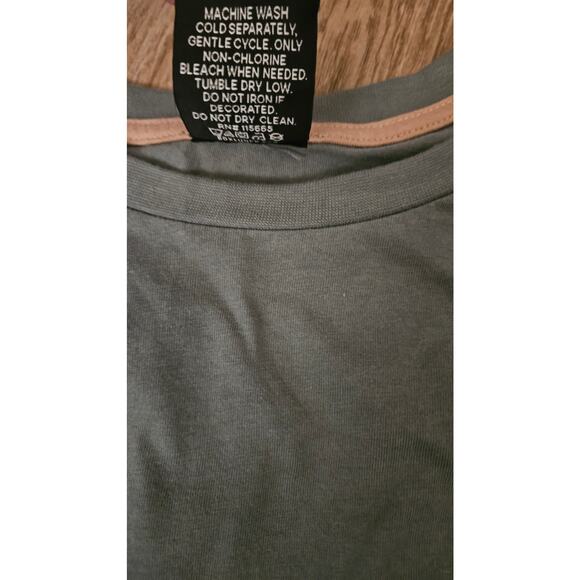 MACHINE WASH
COLD SEPARATELY,
GENTLE CYCLE. ONLY
NON-CHLORINE
BLEACH WHEN NEEDED.
TUMBLE DRY LOW.
DO NOT IRON IF
DECORATED.
DO NOT DRY CLEAN.
RN# 115665